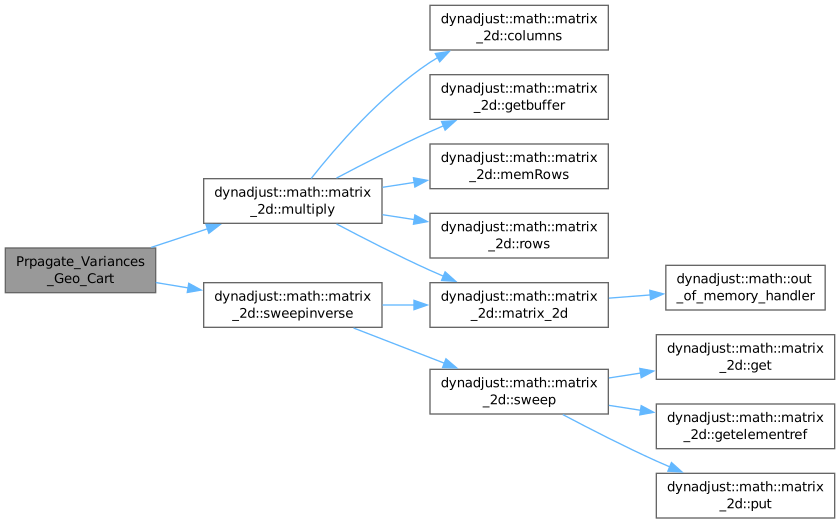 Prpagate_Variances
_Geo_Cart
dynadjust::math::matrix
_2d::multiply
dynadjust::math::matrix
_2d::columns
dynadjust::math::matrix
_2d::getbuffer
dynadjust::math::matrix
_2d::memRows
dynadjust::math::matrix
_2d::rows
dynadjust::math::matrix
_2d::matrix_2d
dynadjust::math::out
_of_memory_handler
dynadjust::math::matrix
_2d::sweepinverse
dynadjust::math::matrix
_2d::sweep
dynadjust::math::matrix
_2d::get
dynadjust::math::matrix
_2d::getelementref
dynadjust::math::matrix
_2d::put